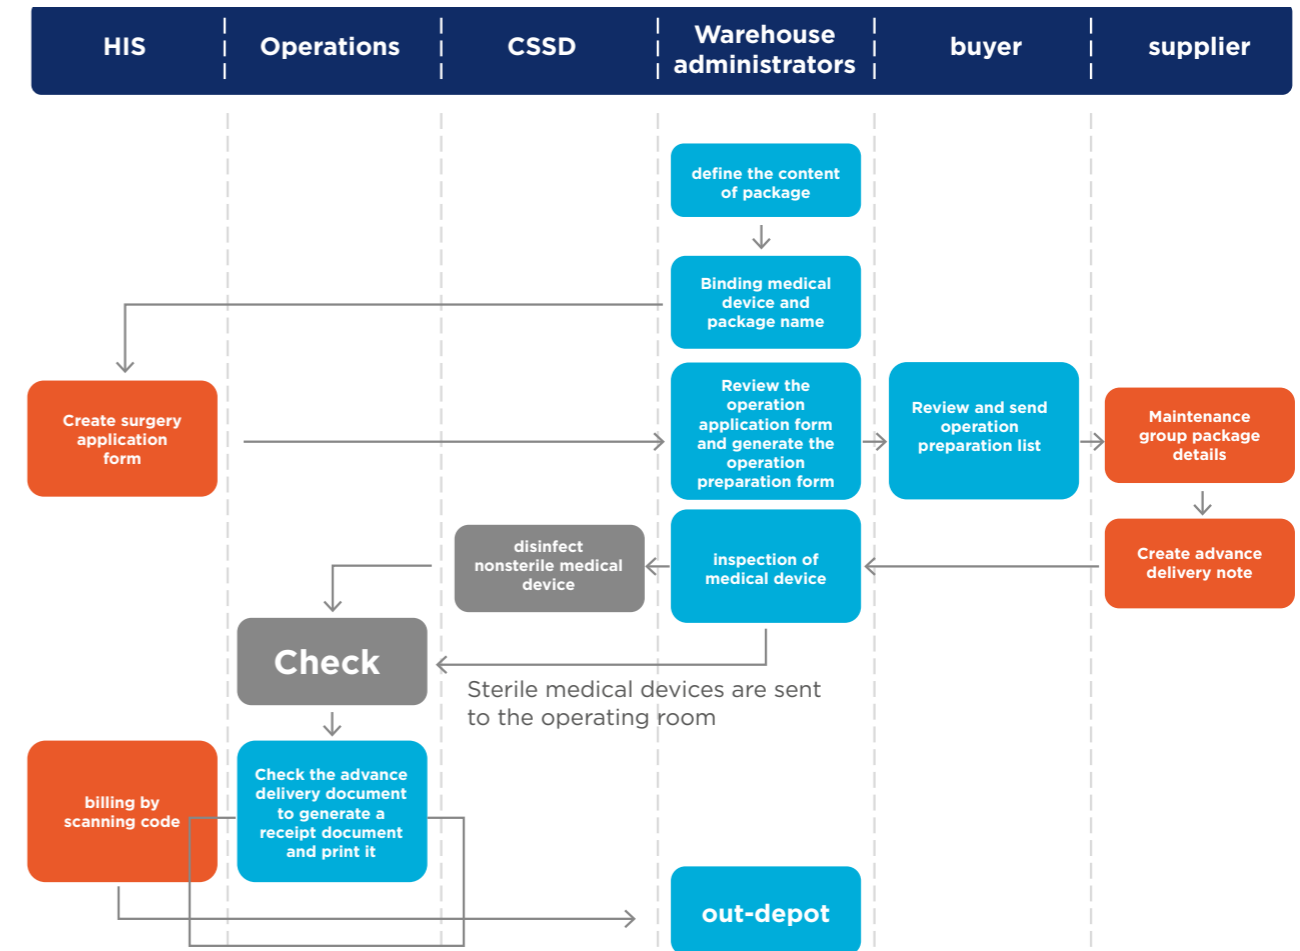 HIS
Operations
CSSD
Warehouse
administrators
buyer
supplier
define the content
of package
Binding medical
device and
package name
Create surgery
application
form
Review the
operation
application form
and generate the
operation
preparation form
Review and send
operation
preparation list
Maintenance
group package
details
disinfect
nonsterile medical
device
inspection of
medical device
Create advance
delivery note
Check
Sterile medical devices are sent
to the operating room
billing by
scanning code
Check the advance
delivery document
to generate a
receipt document
and print it
out-depot